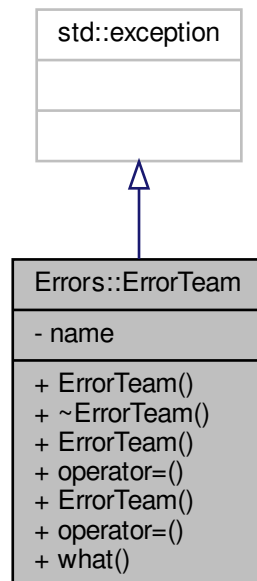 std::exception
Errors::ErrorTeam
- name
+ ErrorTeam()
+ ~ErrorTeam()
+ ErrorTeam()
+ operator=()
+ ErrorTeam()
+ operator=()
+ what()